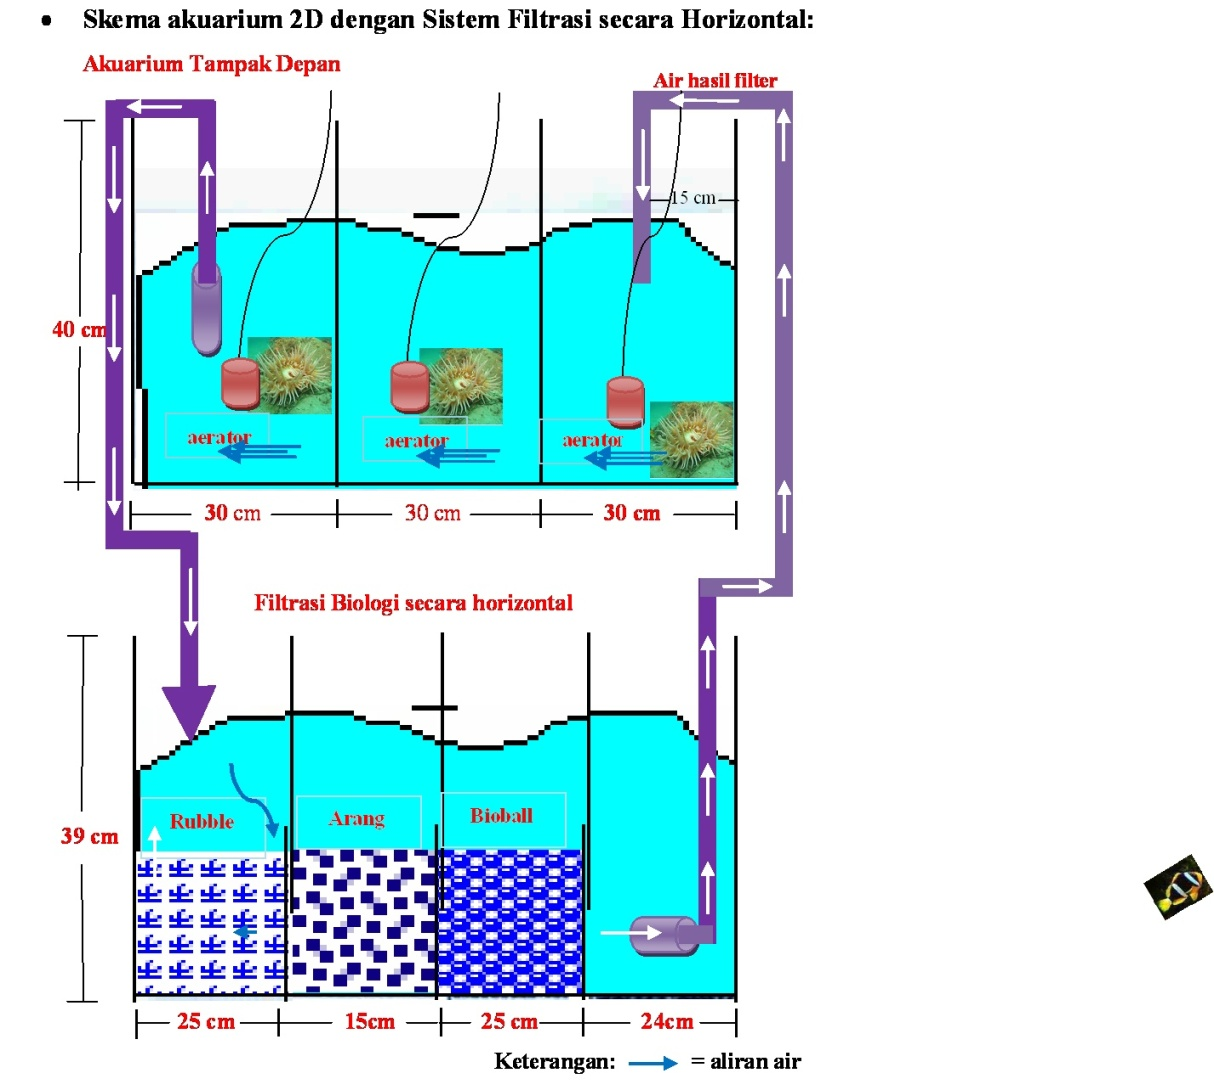 • Skema akuarium 2D dengan Sistem Filtrasi secara Horizontal:
Akuarium Tampak Depan
Air hasil filter
15 cm
40 cm
aerator
aerator
aerator
30 cm
30 cm
30 cm
Filtrasi Biologi secara horizontal
39 cm
Rubble
Arang
Bioball
25 cm
15cm
25 cm
24cm
Keterangan: = aliran air